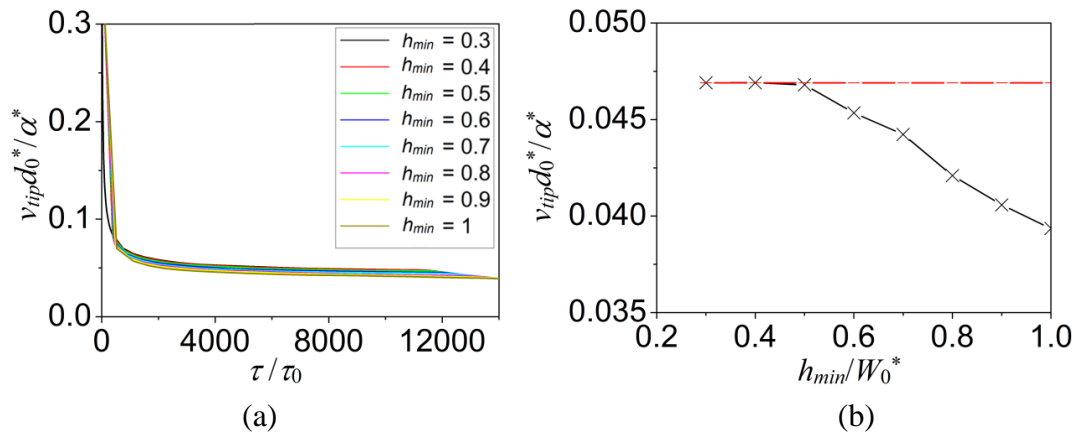 0.3
0.2
0.1
0.0
v_tip d_0^*/α^*
h_min = 0.3
h_min = 0.4
h_min = 0.5
h_min = 0.6
h_min = 0.7
h_min = 0.8
h_min = 0.9
h_min = 1
0 4000 8000 12000
τ/τ_0
(a)
0.050
0.045
0.040
0.035
v_tip d_0^*/α^*
0.2 0.4 0.6 0.8 1.0
h_min/W_0^*
(b)